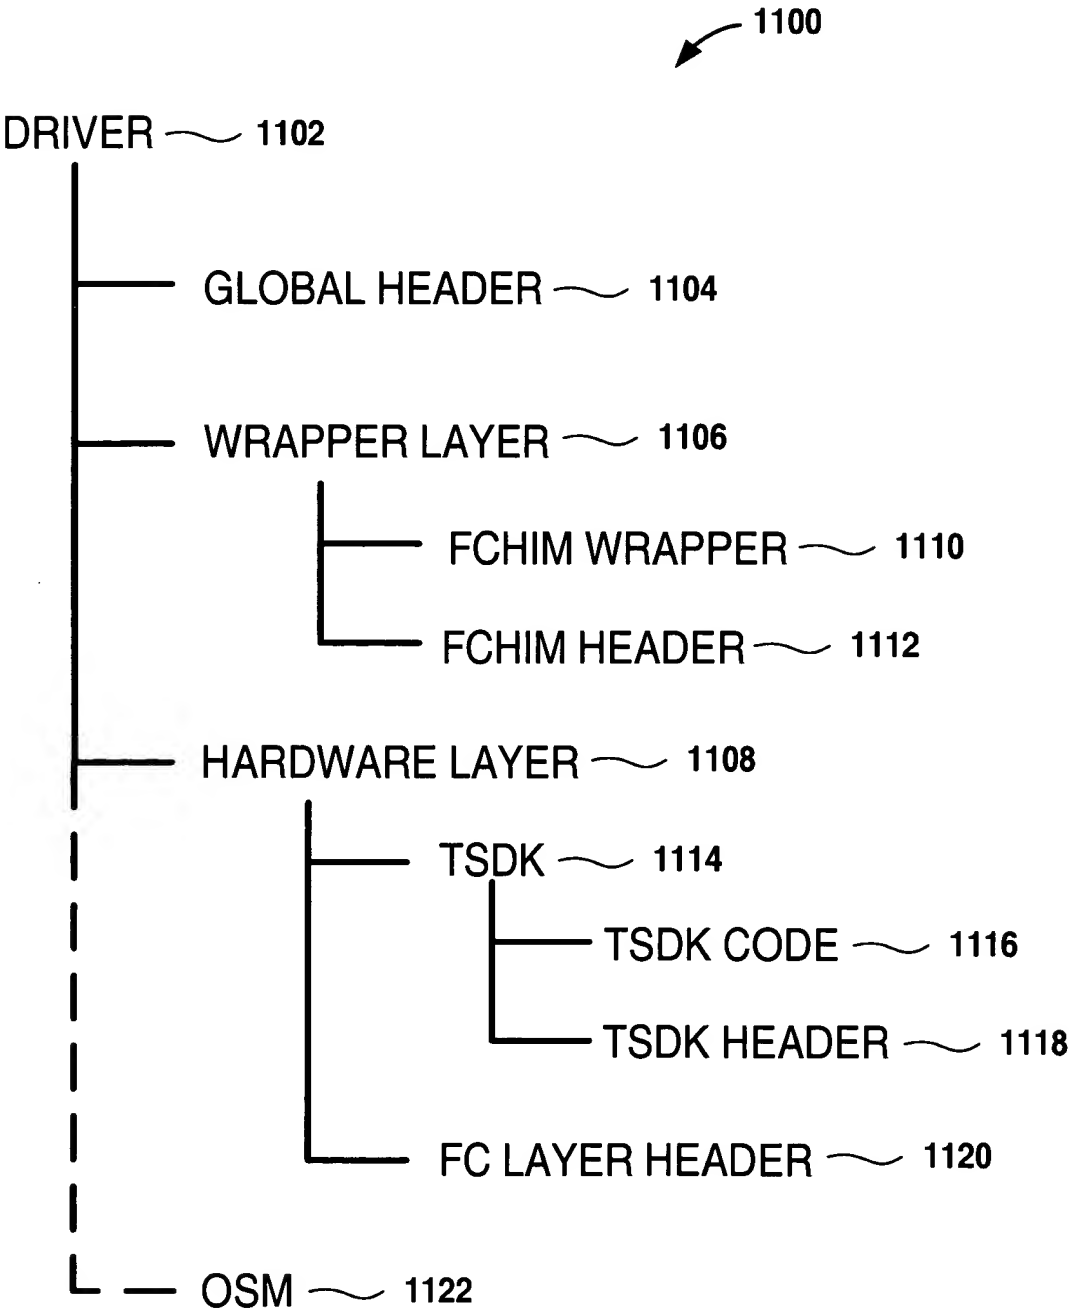 1100
DRIVER 1102
GLOBAL HEADER 1104
WRAPPER LAYER 1106
FCHIM WRAPPER 1110
FCHIM HEADER 1112
HARDWARE LAYER 1108
TSDK 1114
TSDK CODE 1116
TSDK HEADER 1118
FC LAYER HEADER 1120
OSM 1122